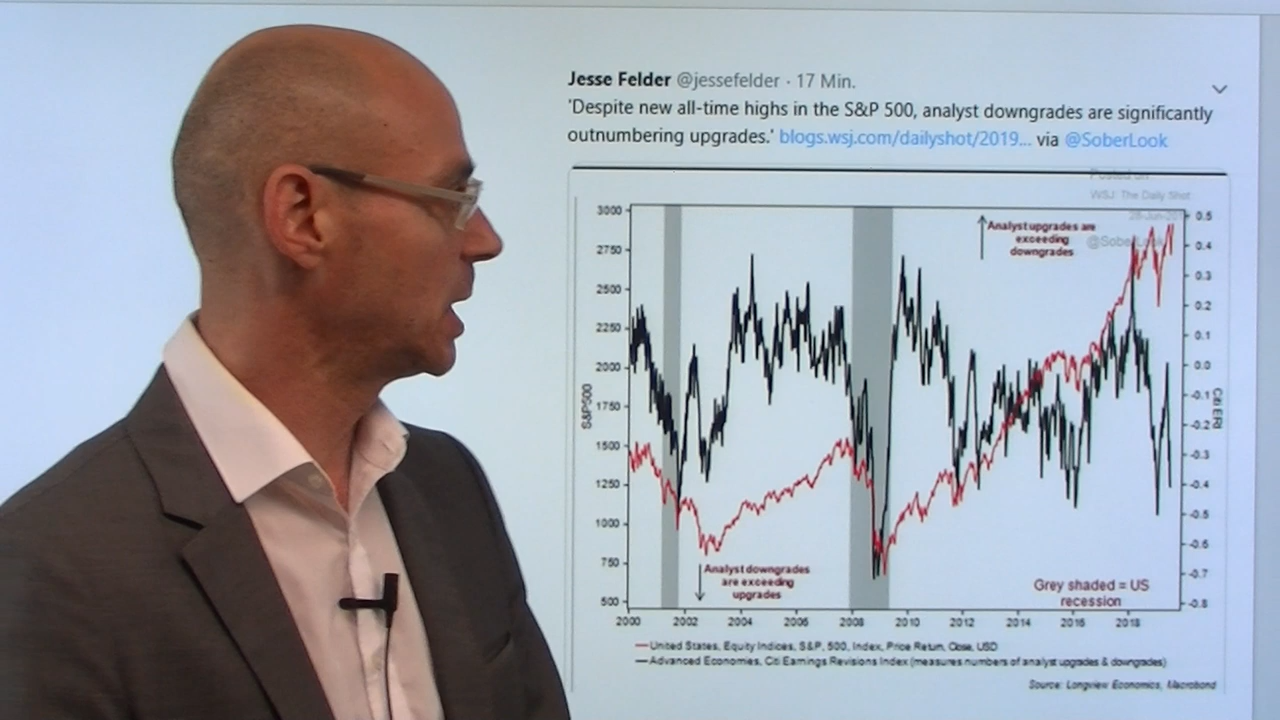 Jesse Felder @jessefelder · 17 Min.
'Despite new all-time highs in the S&P 500, analyst downgrades are significantly
outnumbering upgrades.' blogs.wsj.com/dailyshot/2019... via @SoberLook
Posted on
WSJ: The Daily Shot
@SoberLook
Analyst upgrades are
exceeding
downgrades
3000
2750
2500
2250
2000
1750
1500
1250
1000
750
500
S&P500
0.5
0.4
0.3
0.2
0.1
0.0
-0.1
-0.2
-0.3
-0.4
-0.5
-0.6
-0.7
-0.8
Citi ERI
Analyst downgrades
are exceeding
upgrades
Grey shaded = US
recession
2000 2002 2004 2006 2008 2010 2012 2014 2016 2018
United States, Equity Indices, S&P, 500, Index, Price Return, Close, USD
Advanced Economies, Citi Earnings Revisions Index (measures numbers of analyst upgrades & downgrades)
Source: Longview Economics, Macrobond